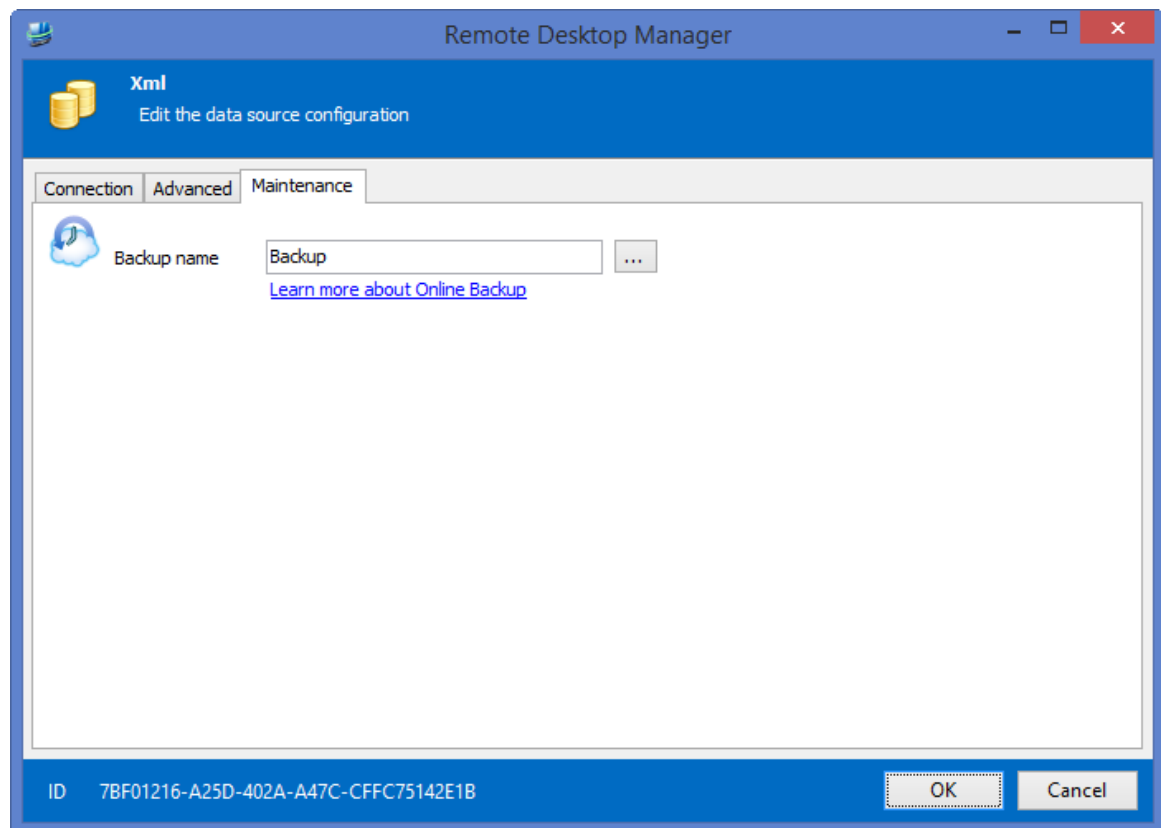 Remote Desktop Manager
Xml
Edit the data source configuration
Connection Advanced Maintenance
Backup name Backup ...
Learn more about Online Backup
ID 7BF01216-A25D-402A-A47C-CFFC75142E1B OK Cancel